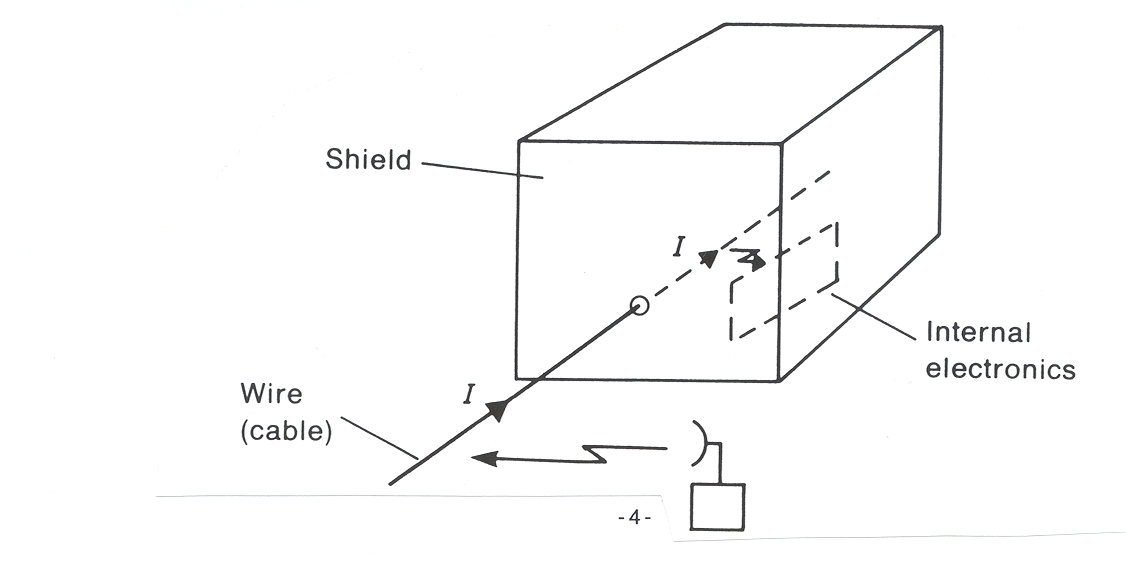 Shield
I
Internal
electronics
Wire
(cable)
I
-4-